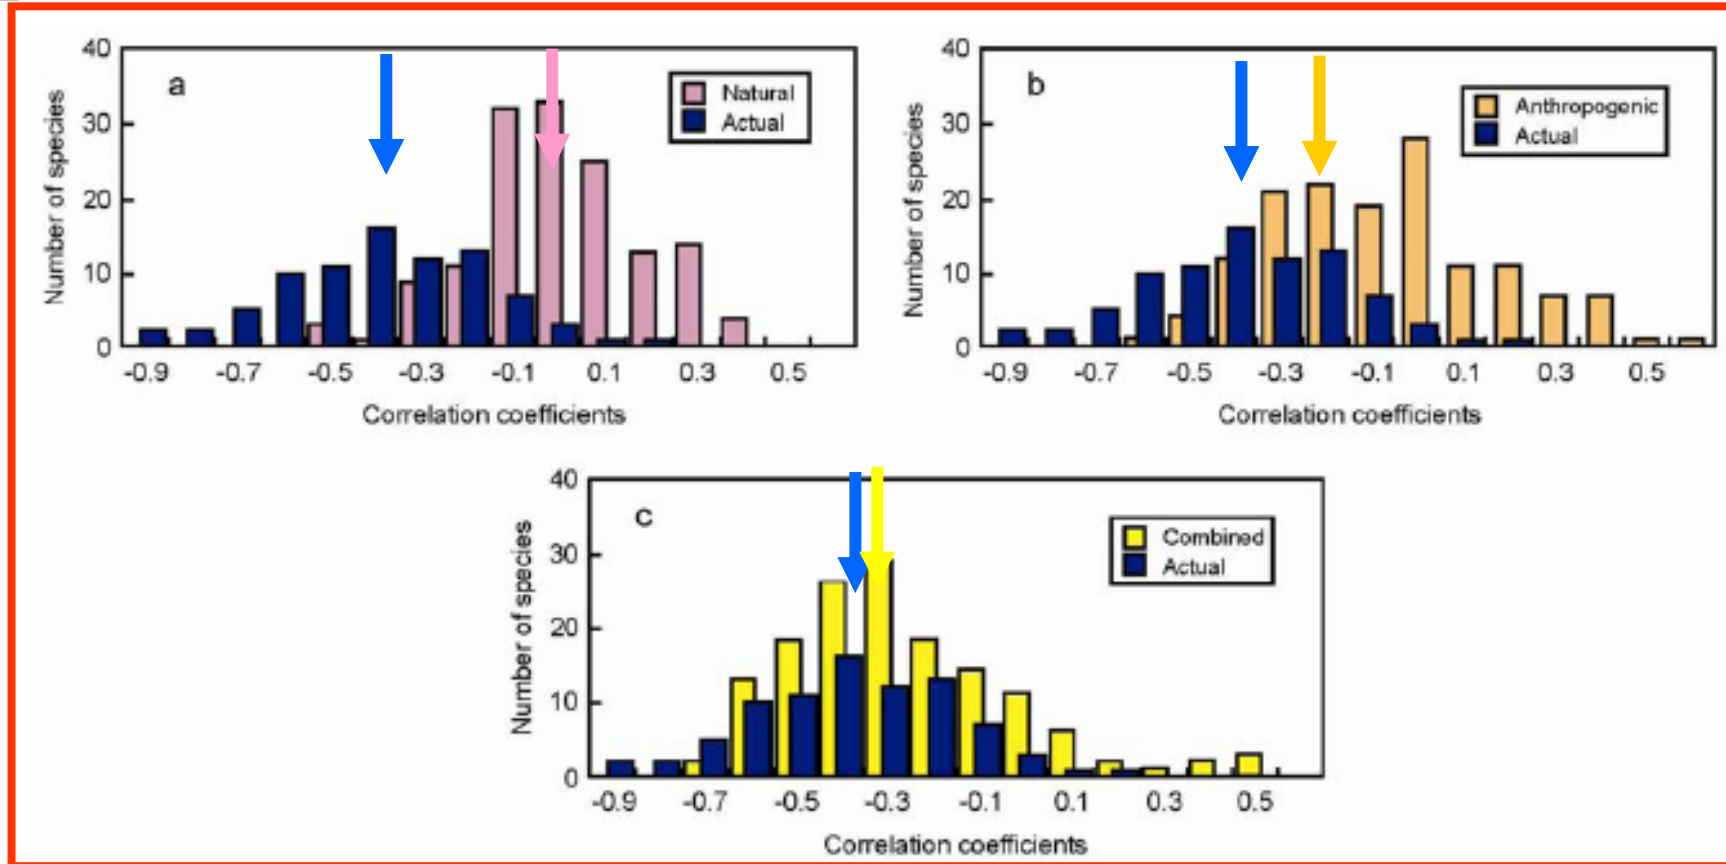 a
Natural
Actual
Number of species
40
30
20
10
0
-0.9 -0.7 -0.5 -0.3 -0.1 0.1 0.3 0.5
Correlation coefficients
b
Anthropogenic
Actual
Number of species
40
30
20
10
0
-0.9 -0.7 -0.5 -0.3 -0.1 0.1 0.3 0.5
Correlation coefficients
c
Combined
Actual
Number of species
40
30
20
10
0
-0.9 -0.7 -0.5 -0.3 -0.1 0.1 0.3 0.5
Correlation coefficients